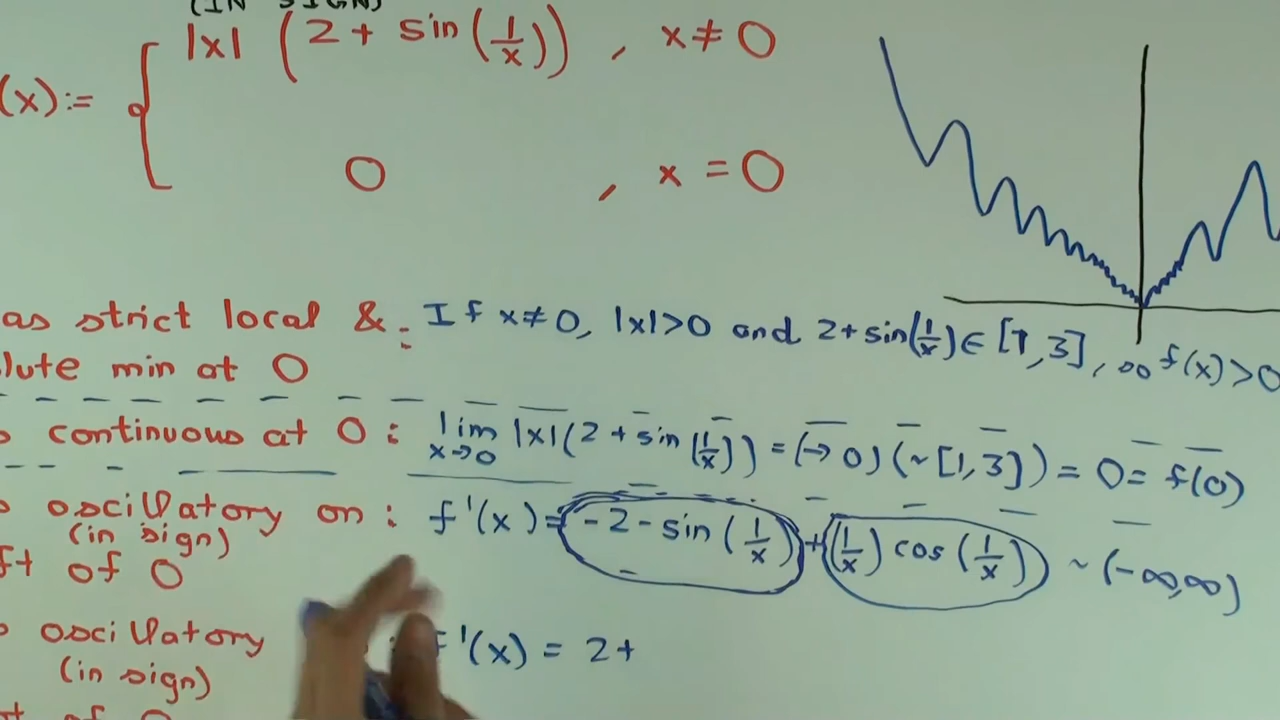 (IN SIGN)
(x):= { |x| (2 + sin(1/x)) , x ≠ 0
0 , x = 0
as strict local & : If x≠0, |x|>0 and 2+sin(1/x) ∈ [1,3], ∞ f(x)>0
lute min at 0
continuous at 0 : lim x→0 |x|(2+sin(1/x)) = (→0)(~[1,3]) = 0 = f(0)
oscillatory on : f'(x) = -2 - sin(1/x) + (1/x) cos(1/x) ~ (-∞,∞)
(in sign)
ft of 0
oscillatory f'(x) = 2+
(in sign)
t of 0